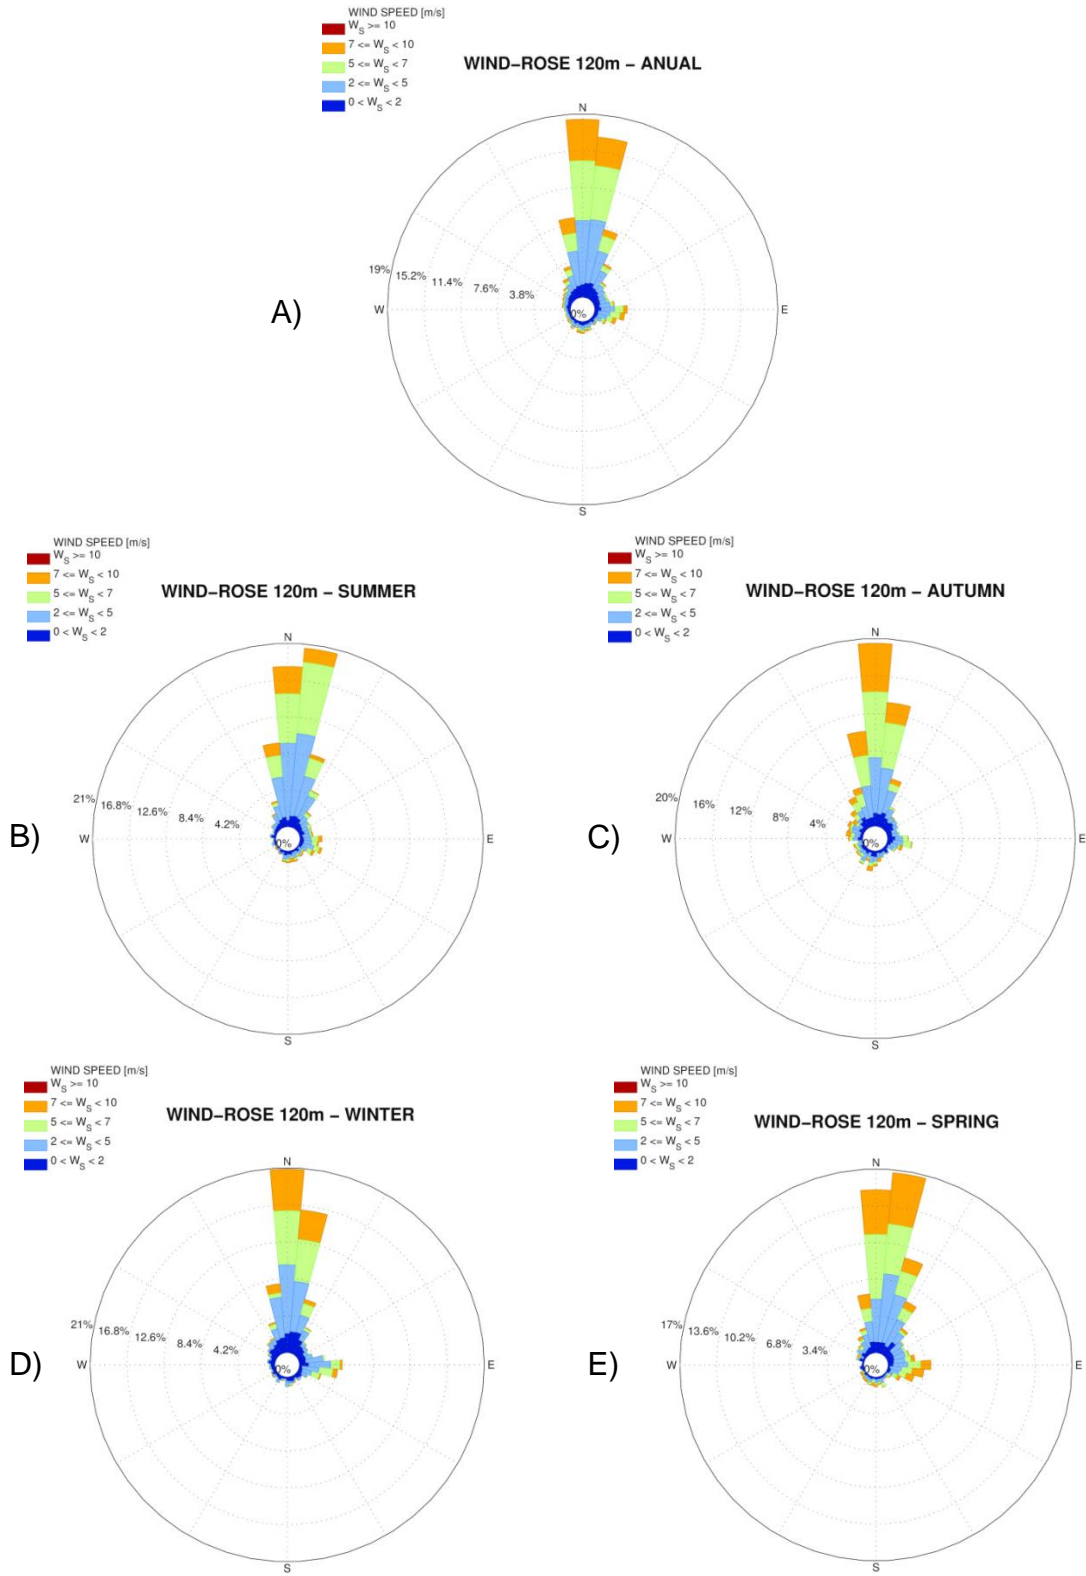 WIND SPEED [m/s]
W_S >= 10
7 <= W_S < 10
5 <= W_S < 7
2 <= W_S < 5
0 < W_S < 2
WIND−ROSE 120m − ANUAL
N
19%
15.2%
11.4%
7.6%
3.8%
0%
W
E
S
A)
WIND SPEED [m/s]
W_S >= 10
7 <= W_S < 10
5 <= W_S < 7
2 <= W_S < 5
0 < W_S < 2
WIND−ROSE 120m − SUMMER
N
21%
16.8%
12.6%
8.4%
4.2%
0%
W
E
S
B)
WIND SPEED [m/s]
W_S >= 10
7 <= W_S < 10
5 <= W_S < 7
2 <= W_S < 5
0 < W_S < 2
WIND−ROSE 120m − AUTUMN
N
20%
16%
12%
8%
4%
0%
W
E
S
C)
WIND SPEED [m/s]
W_S >= 10
7 <= W_S < 10
5 <= W_S < 7
2 <= W_S < 5
0 < W_S < 2
WIND−ROSE 120m − WINTER
N
21%
16.8%
12.6%
8.4%
4.2%
0%
W
E
S
D)
WIND SPEED [m/s]
W_S >= 10
7 <= W_S < 10
5 <= W_S < 7
2 <= W_S < 5
0 < W_S < 2
WIND−ROSE 120m − SPRING
N
17%
13.6%
10.2%
6.8%
3.4%
0%
W
E
S
E)